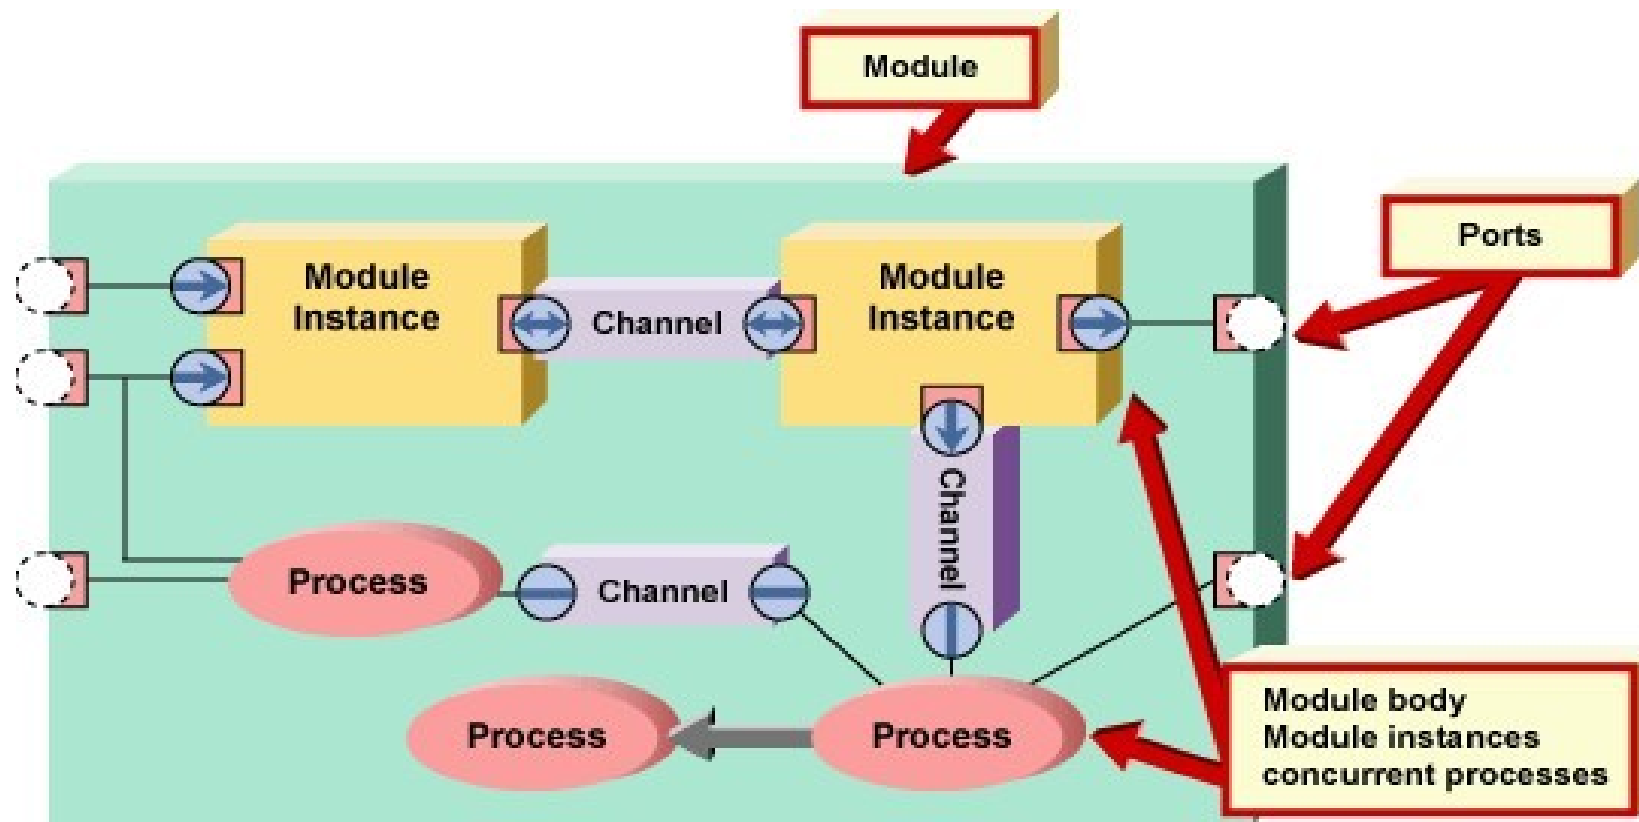 Module
Ports
Module
Instance
Channel
Module
Instance
Channel
Process
Channel
Process
Process
Module body
Module instances
concurrent processes